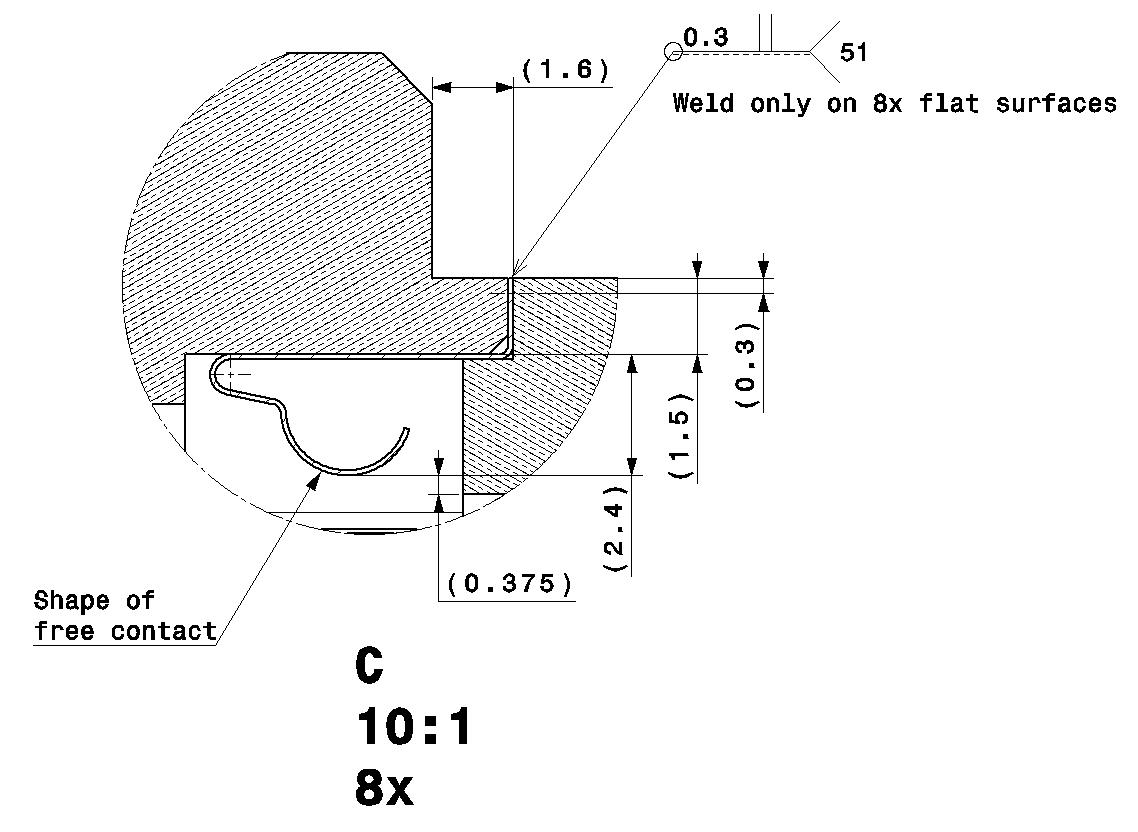 0.3
51
(1.6)
Weld only on 8x flat surfaces
(0.3)
(1.5)
(2.4)
(0.375)
Shape of
free contact
C
10:1
8x